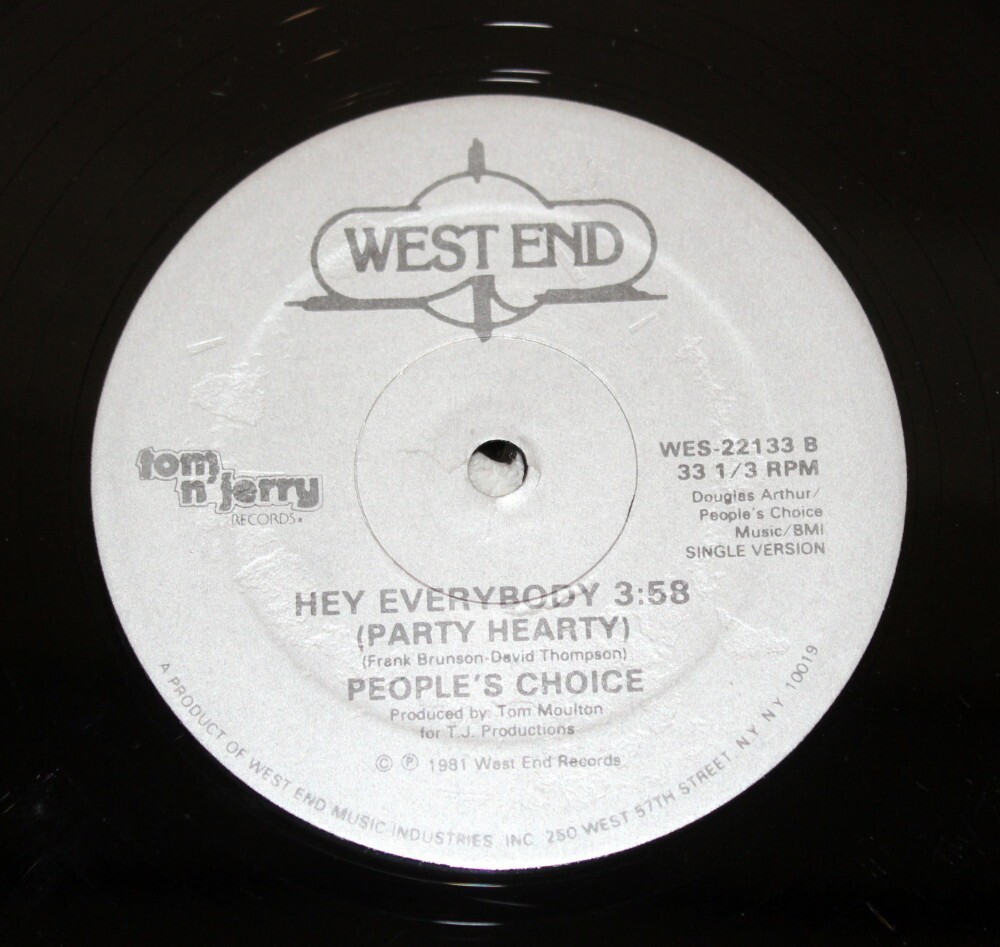 WEST END
tom
n' jerry
RECORDS
WES-22133 B
33 1/3 RPM
Douglas Arthur/
People's Choice
Music/BMI
SINGLE VERSION
HEY EVERYBODY 3:58
(PARTY HEARTY)
(Frank Brunson-David Thompson)
PEOPLE'S CHOICE
Produced by: Tom Moulton
for T.J. Productions
© ℗ 1981 West End Records
A PRODUCT OF WEST END MUSIC INDUSTRIES INC 250 WEST 57TH STREET N.Y. N.Y. 10019